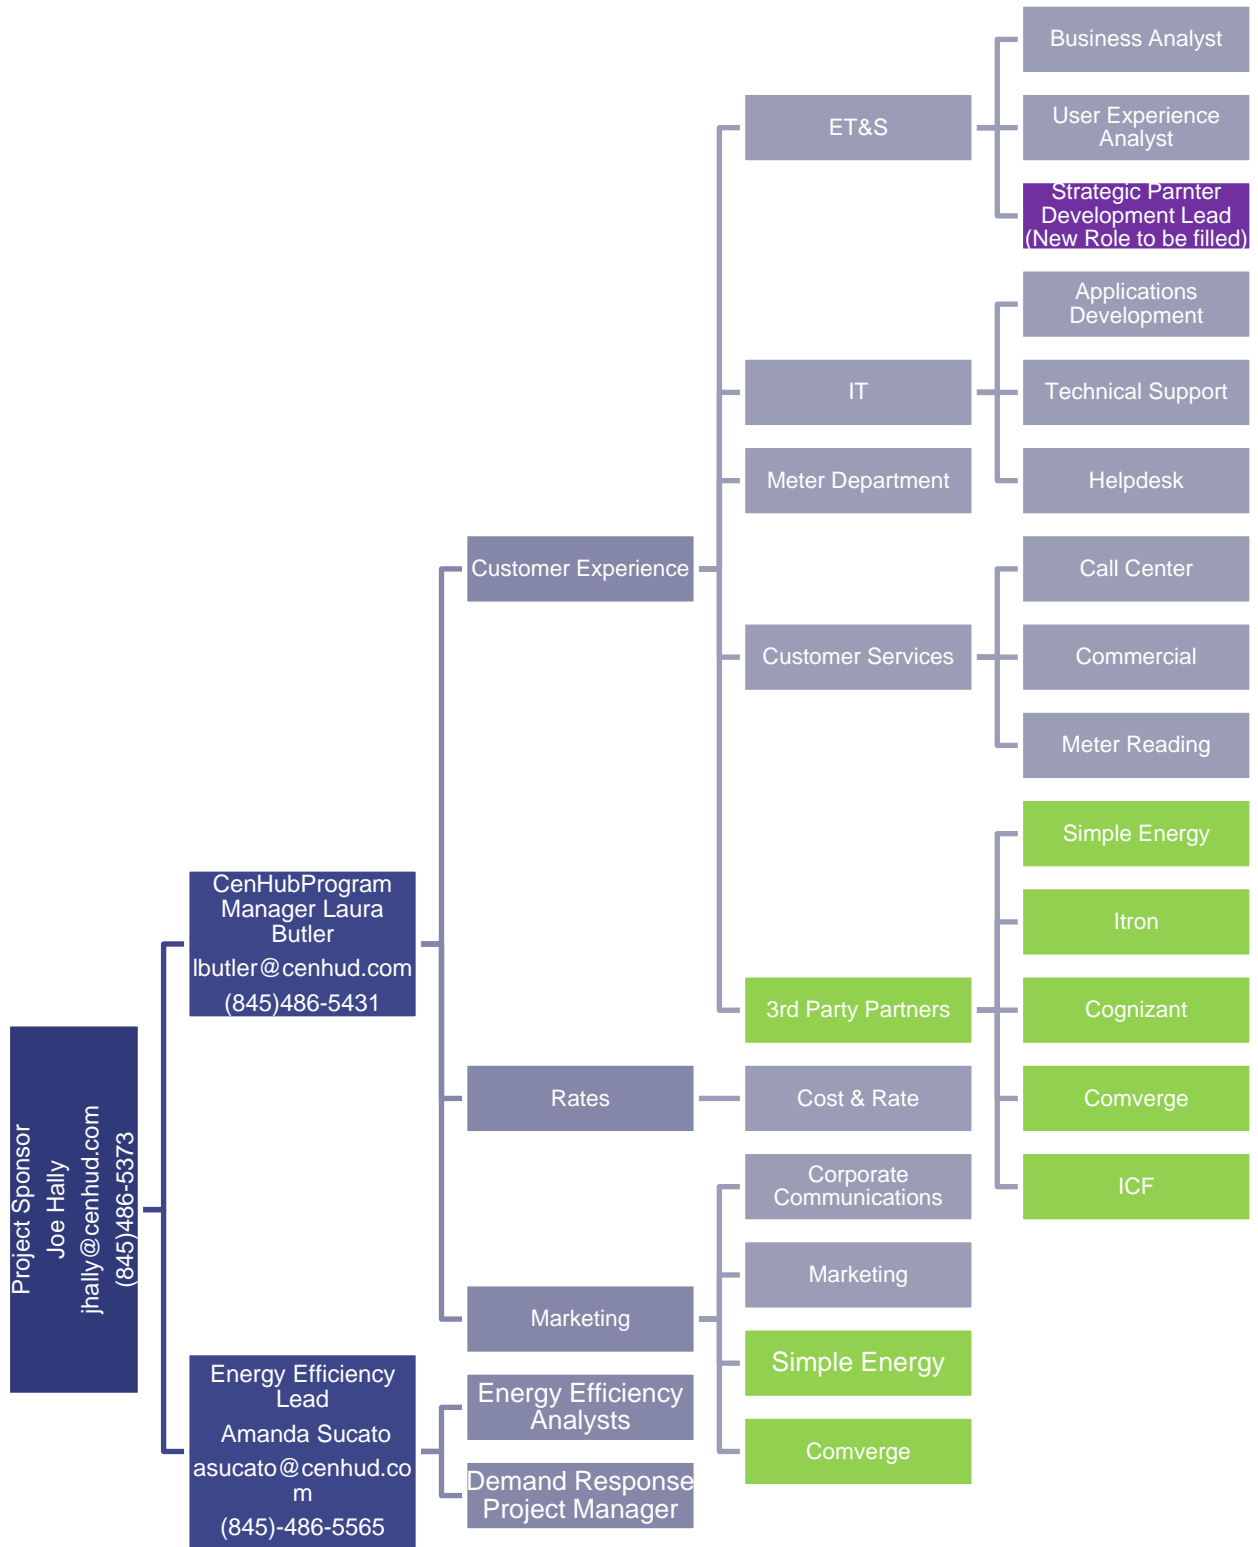 Business Analyst
ET&S
User Experience
Analyst
Strategic Parnter
Development Lead
(New Role to be filled)
Applications
Development
IT
Technical Support
Meter Department
Helpdesk
Customer Experience
Call Center
Customer Services
Commercial
Meter Reading
Simple Energy
CenHubProgram
Manager Laura
Butler
lbutler@cenhud.com
(845)486-5431
Itron
3rd Party Partners
Cognizant
Project Sponsor
Joe Hally
jhally@cenhud.com
(845)486-5373
Rates
Cost & Rate
Comverge
Corporate
Communications
ICF
Marketing
Marketing
Simple Energy
Energy Efficiency
Lead
Amanda Sucato
asucato@cenhud.co
m
(845)-486-5565
Energy Efficiency
Analysts
Comverge
Demand Response
Project Manager